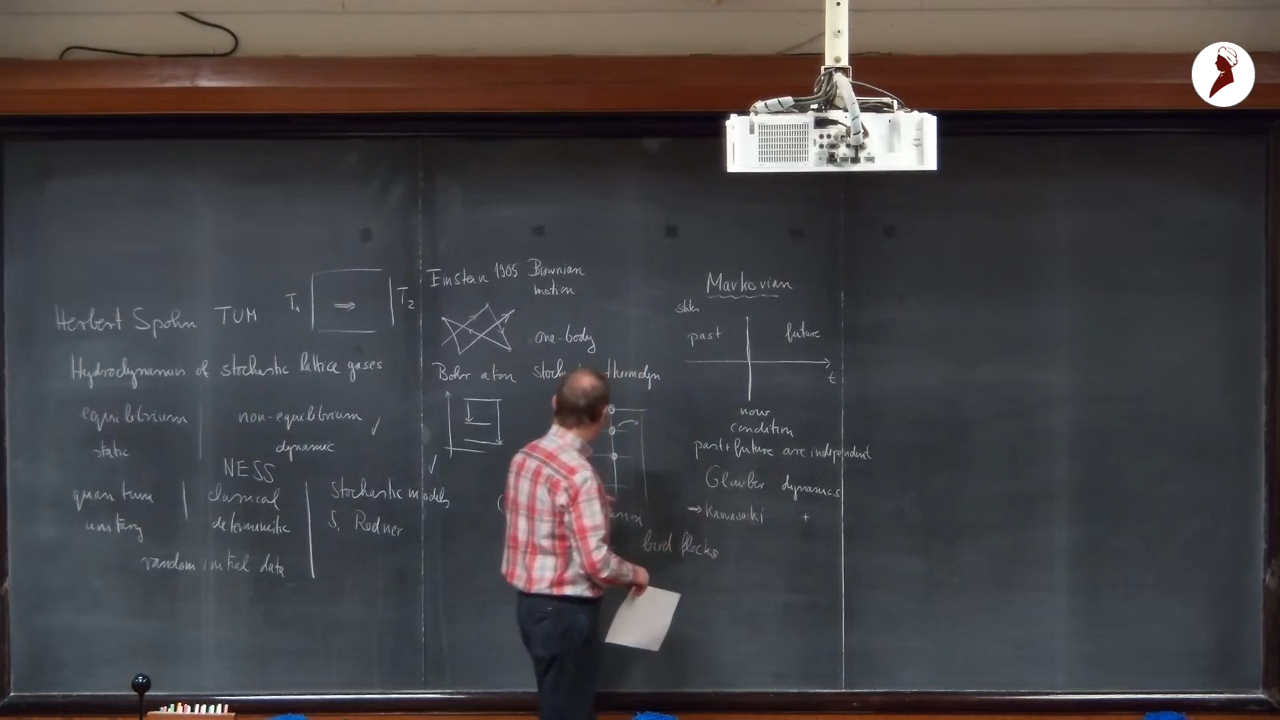 Herbert Spohn TUM
T₁ ⇒ T₂
Hydrodynamics of stochastic lattice gases
equilibrium | non-equilibrium ✓
static dynamic
NESS
quantum | classical | stochastic models
unitary deterministic S. Redner
random initial data
Einstein 1905 Brownian
motion
one-body
Bohr atom thermodyn
✓
bird flocks
Markovian
states
past future
t
now
condition
past + future are independent
Glauber dynamics
⇒ Kawasaki +